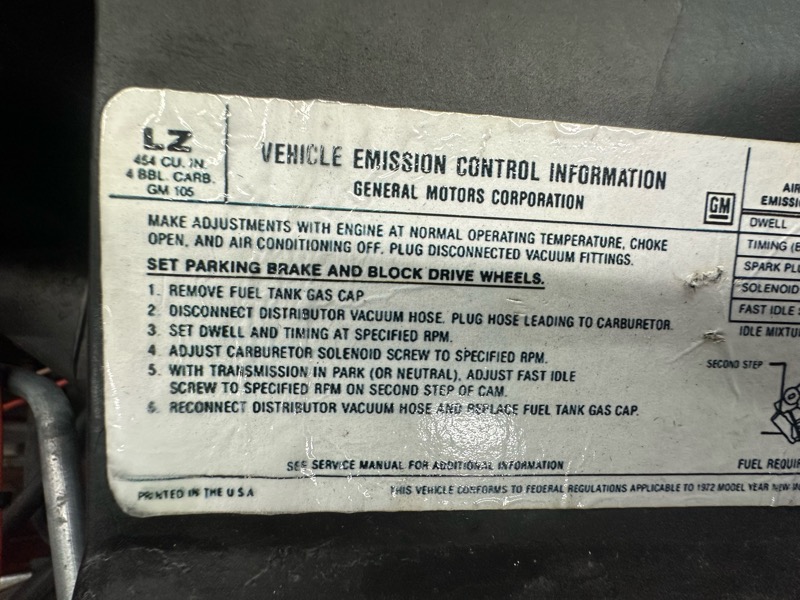 LZ
454 CU. IN.
4 BBL. CARB.
GM 105
VEHICLE EMISSION CONTROL INFORMATION
GENERAL MOTORS CORPORATION
GM
MAKE ADJUSTMENTS WITH ENGINE AT NORMAL OPERATING TEMPERATURE, CHOKE
OPEN, AND AIR CONDITIONING OFF. PLUG DISCONNECTED VACUUM FITTINGS.
SET PARKING BRAKE AND BLOCK DRIVE WHEELS.
1. REMOVE FUEL TANK GAS CAP.
2. DISCONNECT DISTRIBUTOR VACUUM HOSE. PLUG HOSE LEADING TO CARBURETOR.
3. SET DWELL AND TIMING AT SPECIFIED RPM.
4. ADJUST CARBURETOR SOLENOID SCREW TO SPECIFIED RPM.
5. WITH TRANSMISSION IN PARK (OR NEUTRAL), ADJUST FAST IDLE
SCREW TO SPECIFIED RPM ON SECOND STEP OF CAM.
6. RECONNECT DISTRIBUTOR VACUUM HOSE AND REPLACE FUEL TANK GAS CAP.
SEE SERVICE MANUAL FOR ADDITIONAL INFORMATION
PRINTED IN THE U S A
THIS VEHICLE CONFORMS TO FEDERAL REGULATIONS APPLICABLE TO 1972 MODEL YEAR NEW
AIR
EMISSI
DWELL
TIMING (E
SPARK PLU
SOLENOID
FAST IDLE
IDLE MIXTU
SECOND STEP
FUEL REQUIR